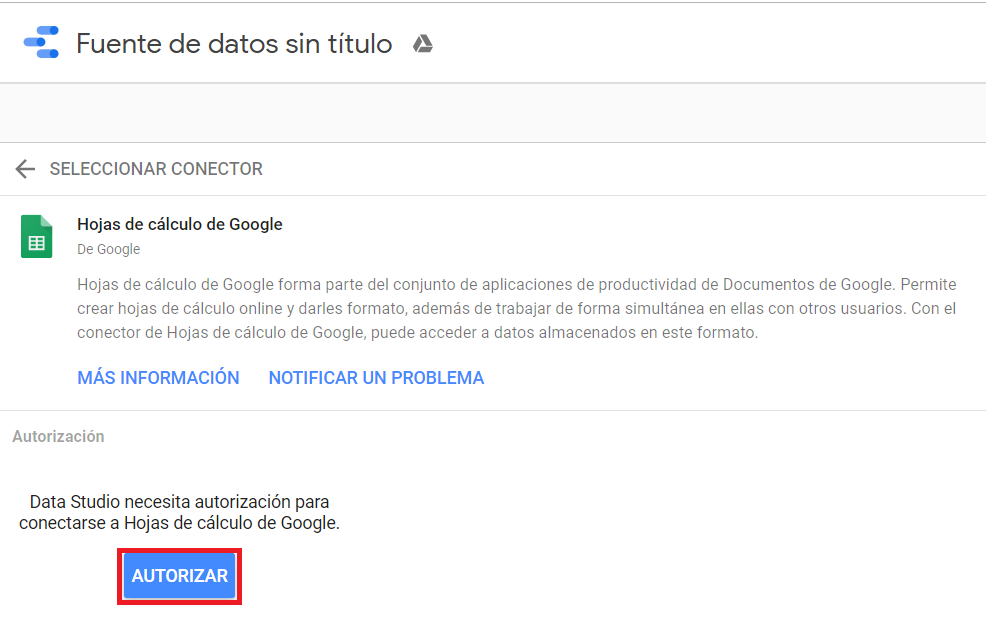 Fuente de datos sin título
SELECCIONAR CONECTOR
Hojas de cálculo de Google
De Google
Hojas de cálculo de Google forma parte del conjunto de aplicaciones de productividad de Documentos de Google. Permite
crear hojas de cálculo online y darles formato, además de trabajar de forma simultánea en ellas con otros usuarios. Con el
conector de Hojas de cálculo de Google, puede acceder a datos almacenados en este formato.
MÁS INFORMACIÓN NOTIFICAR UN PROBLEMA
Autorización
Data Studio necesita autorización para
conectarse a Hojas de cálculo de Google.
AUTORIZAR